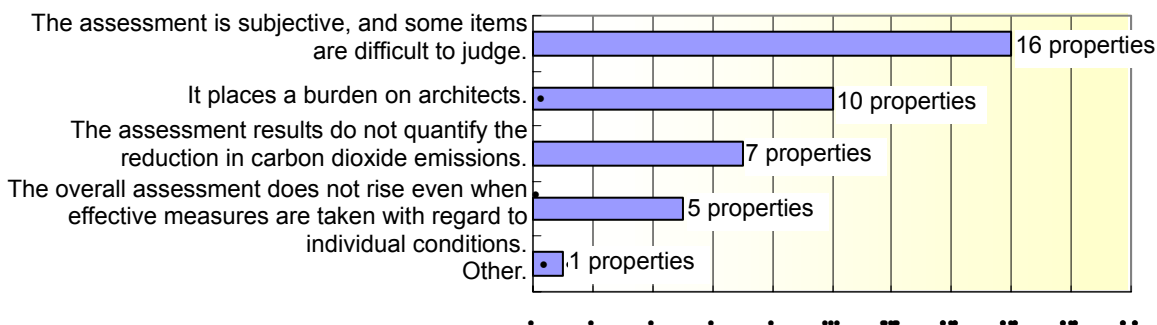 The assessment is subjective, and some items
are difficult to judge.
16 properties
It places a burden on architects.
10 properties
The assessment results do not quantify the
reduction in carbon dioxide emissions.
7 properties
The overall assessment does not rise even when
effective measures are taken with regard to
individual conditions.
5 properties
Other.
1 properties